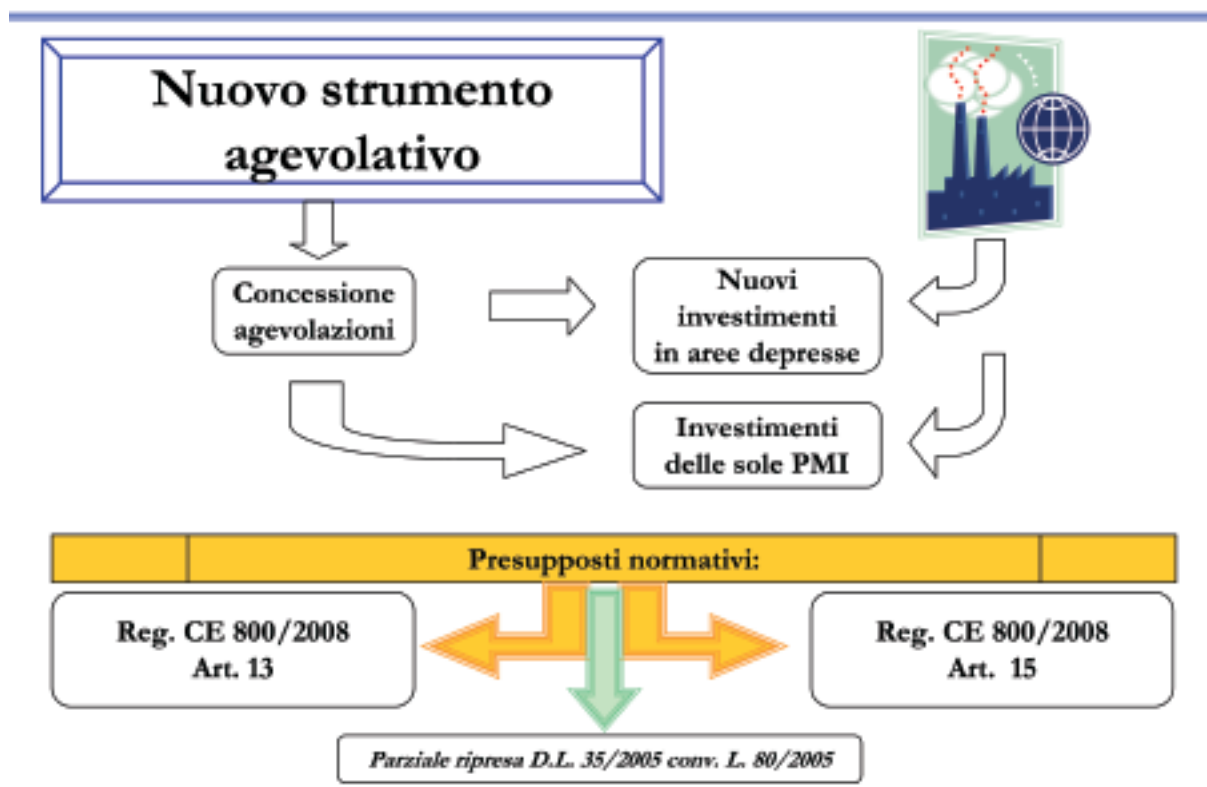 Nuovo strumento
agevolativo
Concessione
agevolazioni
Nuovi
investimenti
in aree depresse
Investimenti
delle sole PMI
Presupposti normativi:
Reg. CE 800/2008
Art. 13
Reg. CE 800/2008
Art. 15
Parziale ripresa D.L. 35/2005 conv. L. 80/2005